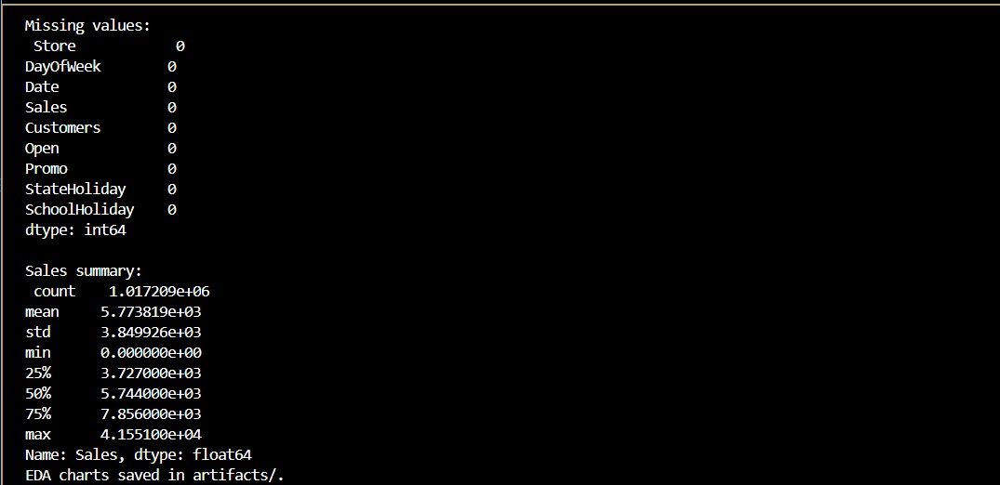 Missing values:
 Store            0
DayOfWeek        0
Date             0
Sales            0
Customers        0
Open             0
Promo            0
StateHoliday     0
SchoolHoliday    0
dtype: int64

Sales summary:
 count    1.017209e+06
mean     5.773819e+03
std      3.849926e+03
min      0.000000e+00
25%      3.727000e+03
50%      5.744000e+03
75%      7.856000e+03
max      4.155100e+04
Name: Sales, dtype: float64
EDA charts saved in artifacts/.